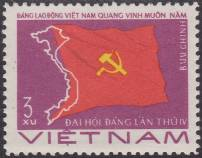 ĐẢNG LAO ĐỘNG VIỆT NAM QUANG VINH MUÔN NĂM
BƯU CHÍNH
3
XU
ĐẠI HỘI ĐẢNG LẦN THỨ IV
VIỆTNAM